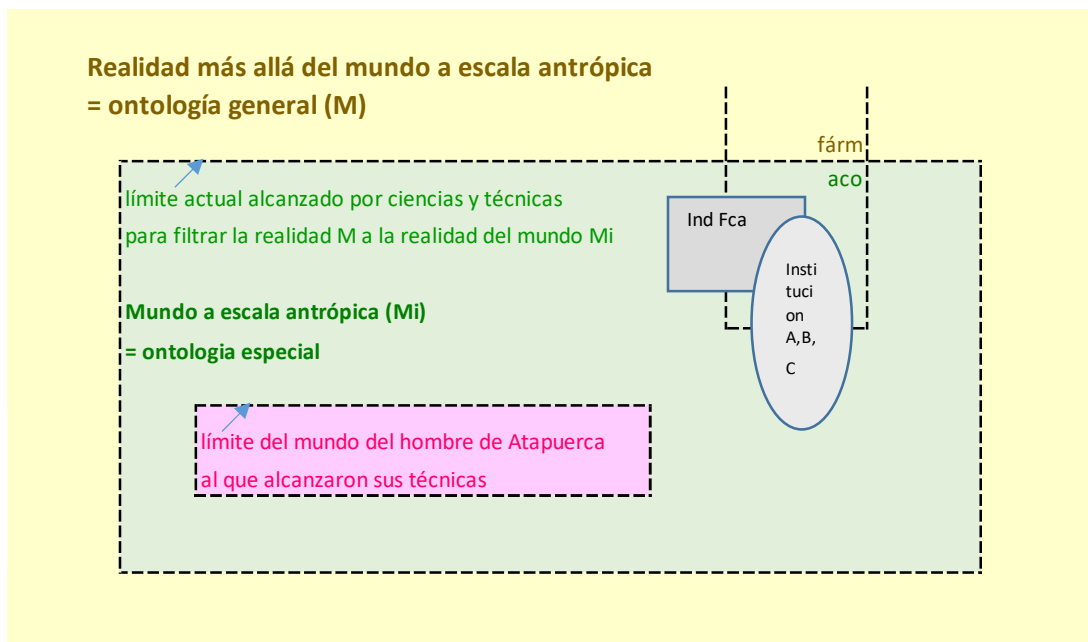 Realidad más allá del mundo a escala antrópica
= ontología general (M)
fárm
aco
límite actual alcanzado por ciencias y técnicas
para filtrar la realidad M a la realidad del mundo Mi
Ind Fca
Insti
tuci
on
A,B,
C
Mundo a escala antrópica (Mi)
= ontologia especial
límite del mundo del hombre de Atapuerca
al que alcanzaron sus técnicas